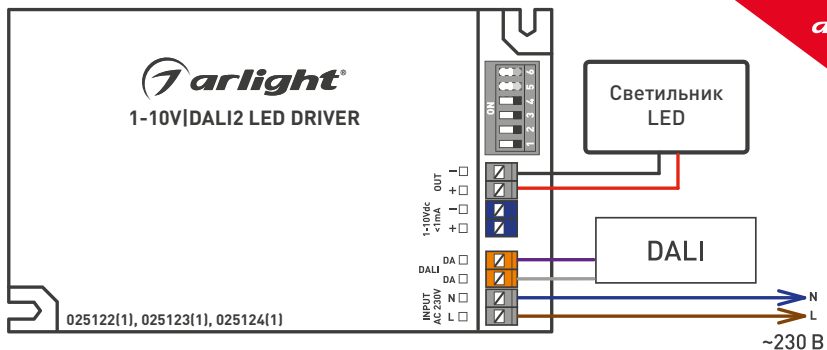 arlight®
1-10V|DALI2 LED DRIVER
ON
1 2 3 4 5 6
Светильник
LED
OUT
−
+
1-10Vdc
<1mA
−
+
DALI
DA
DA
DALI
INPUT
AC 230V
N
L
N
L
~230 В
025122(1), 025123(1), 025124(1)